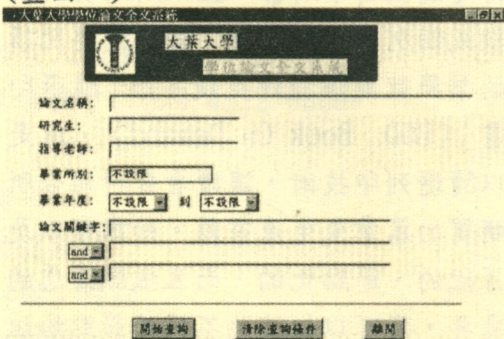 大葉大學學位論文全文系統
大葉大學
學位論文全文系統
論文名稱:
研究生:
指導老師:
畢業所別: 不設限
畢業年度: 不設限 到 不設限
論文關鍵字:
and
and
開始查詢 清除查詢條件 離開